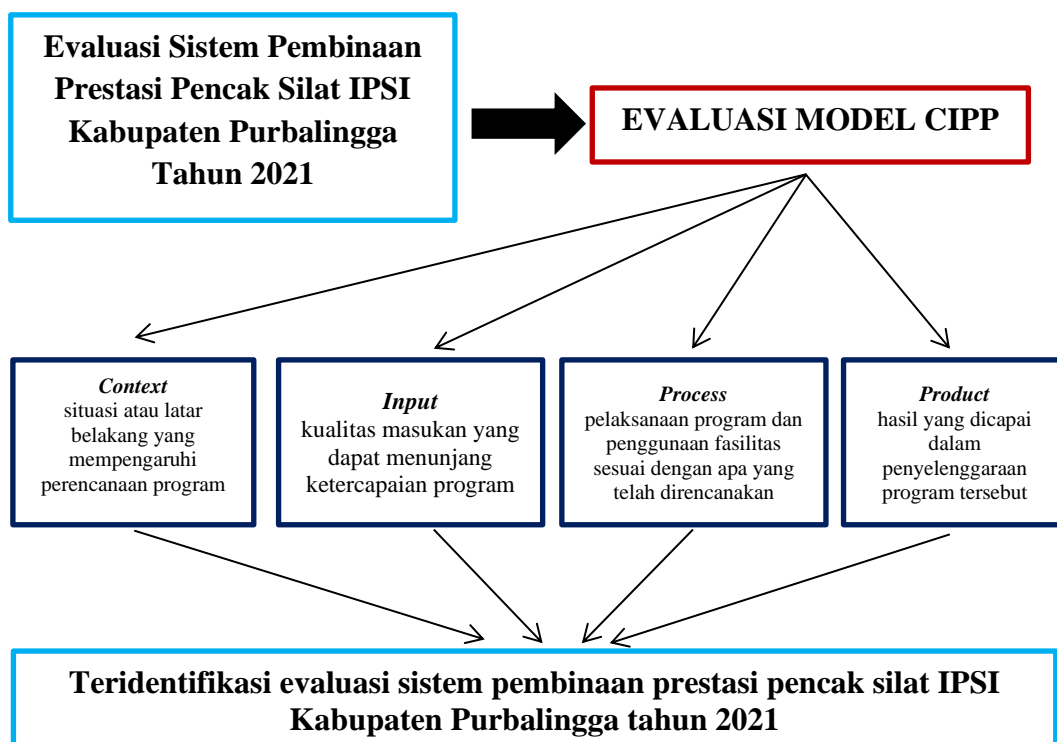 Evaluasi Sistem Pembinaan
Prestasi Pencak Silat IPSI
Kabupaten Purbalingga
Tahun 2021
EVALUASI MODEL CIPP
Context
situasi atau latar
belakang yang
mempengaruhi
perencanaan program
Input
kualitas masukan yang
dapat menunjang
ketercapaian program
Process
pelaksanaan program dan
penggunaan fasilitas
sesuai dengan apa yang
telah direncanakan
Product
hasil yang dicapai
dalam
penyelenggaraan
program tersebut
Teridentifikasi evaluasi sistem pembinaan prestasi pencak silat IPSI
Kabupaten Purbalingga tahun 2021